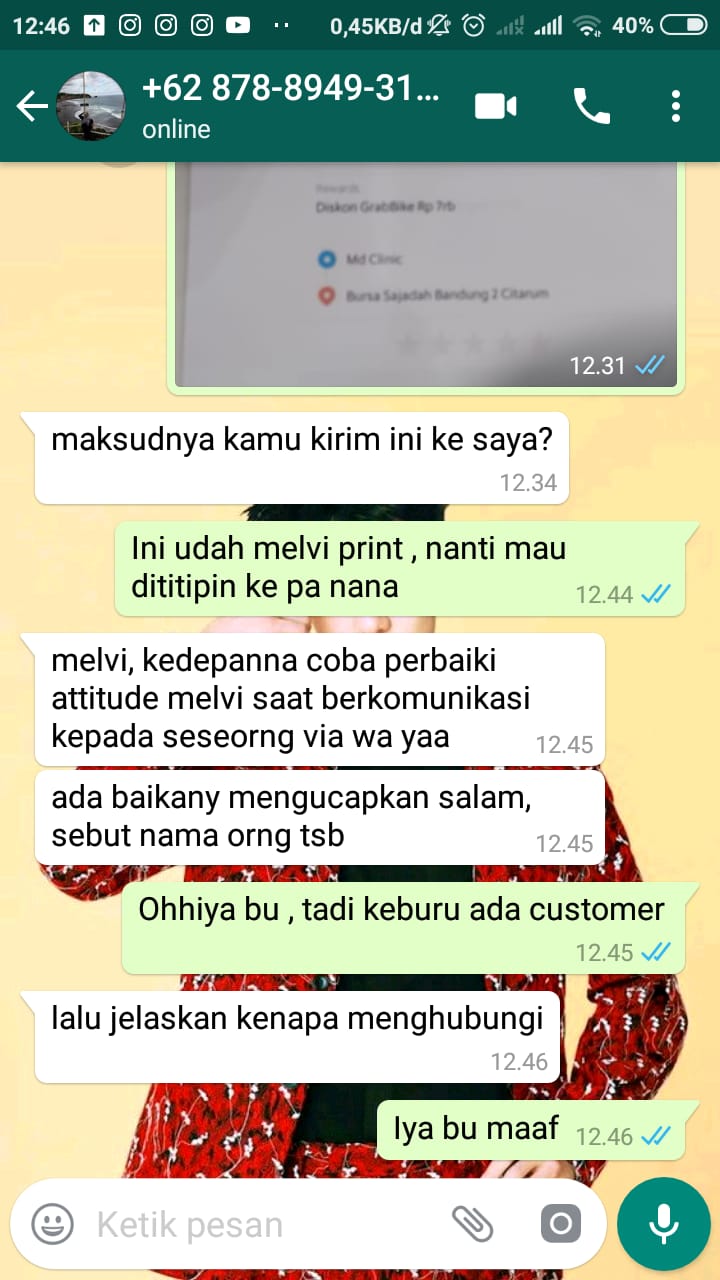 12:46
0,45KB/d
40%
+62 878-8949-31...
online
Rewards
Diskon GrabBike Rp 7rb
Md Clinic
Bursa Sajadah Bandung 2 Citarum
12.31
maksudnya kamu kirim ini ke saya?
12.34
Ini udah melvi print , nanti mau
dititipin ke pa nana
12.44
melvi, kedepanna coba perbaiki
attitude melvi saat berkomunikasi
kepada seseorng via wa yaa
12.45
ada baikany mengucapkan salam,
sebut nama orng tsb
12.45
Ohhiya bu , tadi keburu ada customer
12.45
lalu jelaskan kenapa menghubungi
12.46
Iya bu maaf
12.46
Ketik pesan